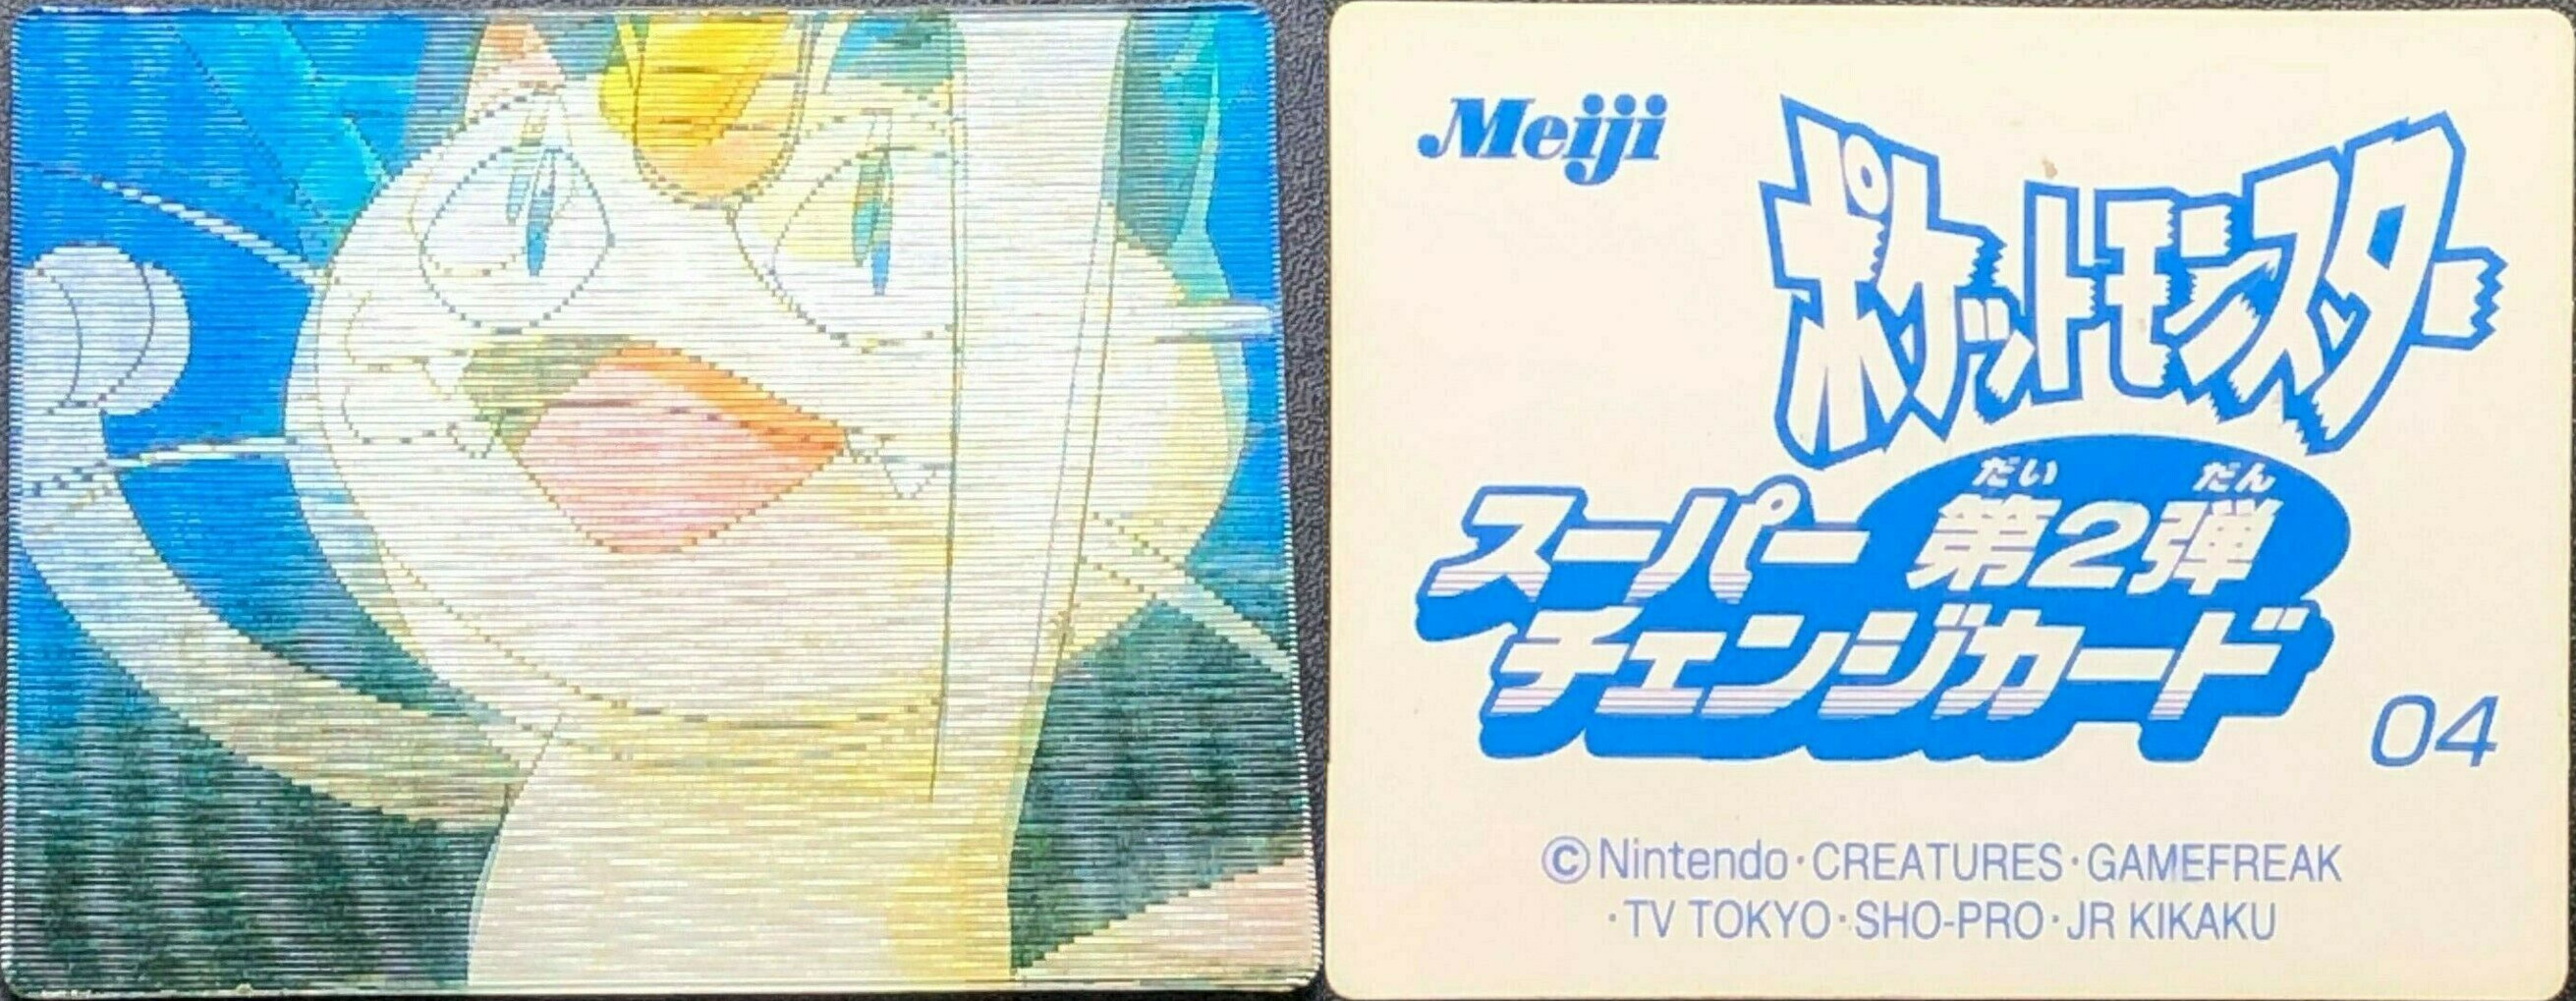 Meiji
ポケットモンスター
だい だん
スーパー 第2弾
チェンジカード
04
©Nintendo・CREATURES・GAMEFREAK
・TV TOKYO・SHO-PRO・JR KIKAKU